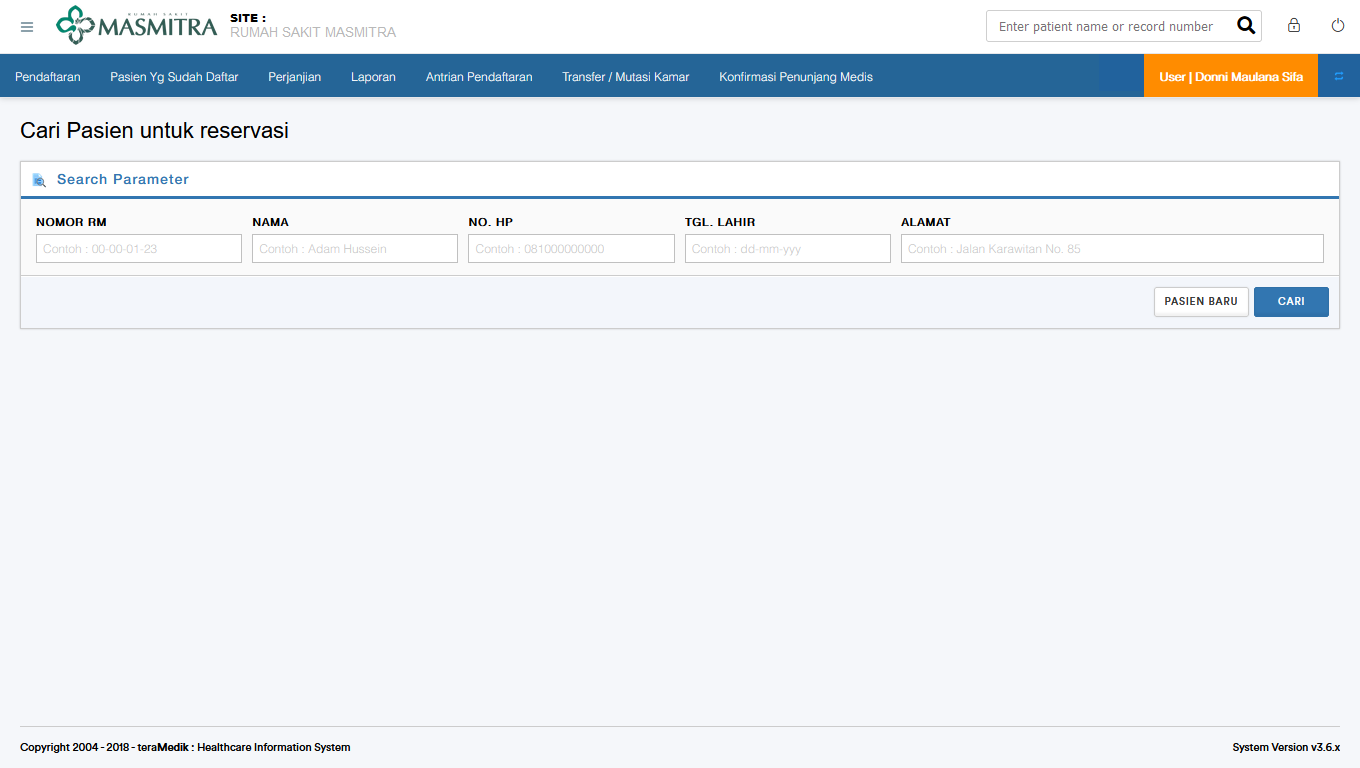 RUMAH SAKIT
MASMITRA
SITE :
RUMAH SAKIT MASMITRA
Enter patient name or record number
Pendaftaran Pasien Yg Sudah Daftar Perjanjian Laporan Antrian Pendaftaran Transfer / Mutasi Kamar Konfirmasi Penunjang Medis User | Donni Maulana Sifa
Cari Pasien untuk reservasi
Search Parameter
NOMOR RM NAMA NO. HP TGL. LAHIR ALAMAT
Contoh : 00-00-01-23 Contoh : Adam Hussein Contoh : 081000000000 Contoh : dd-mm-yyy Contoh : Jalan Karawitan No. 85
PASIEN BARU CARI
Copyright 2004 - 2018 - teraMedik : Healthcare Information System System Version v3.6.x